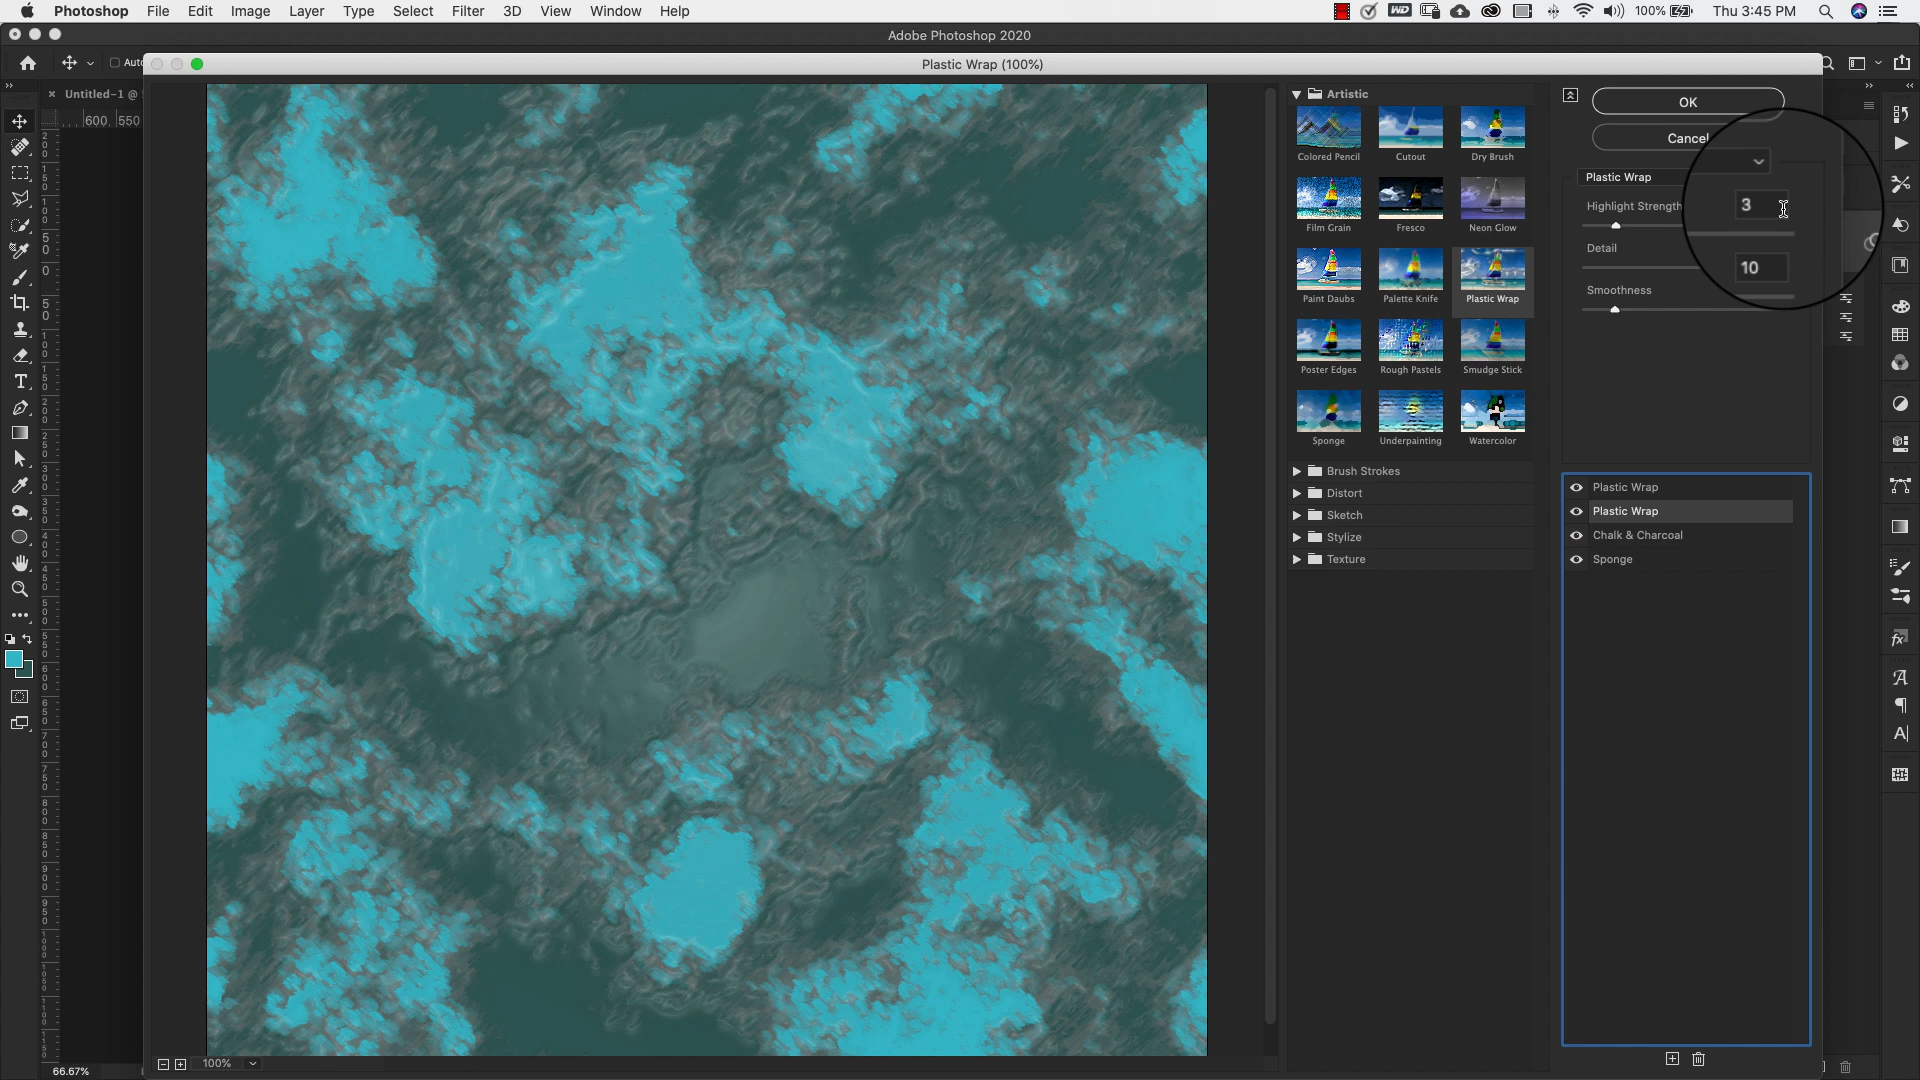 Photoshop File Edit Image Layer Type Select Filter 3D View Window Help 100% Thu 3:45 PM
Adobe Photoshop 2020
Plastic Wrap (100%)
Untitled-1 @
600 550
Artistic
Colored Pencil Cutout Dry Brush
Film Grain Fresco Neon Glow
Paint Daubs Palette Knife Plastic Wrap
Poster Edges Rough Pastels Smudge Stick
Sponge Underpainting Watercolor
Brush Strokes
Distort
Sketch
Stylize
Texture
OK
Cancel
Plastic Wrap
Highlight Strength 3
Detail 10
Smoothness
Plastic Wrap
Plastic Wrap
Chalk & Charcoal
Sponge
100%
66.67%